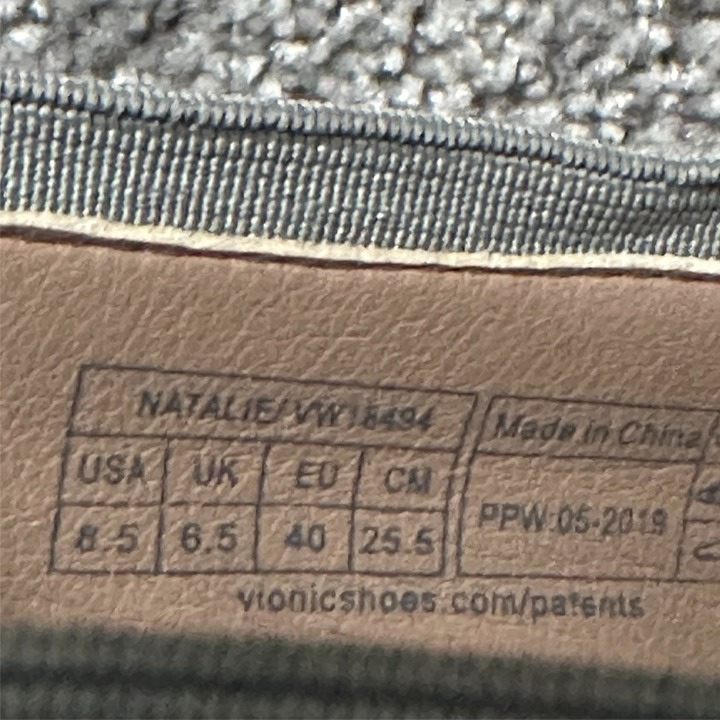 NATALIE/VW18494
Made in China
USA UK EU CM
8.5 6.5 40 25.5
PPW:05-2019
vionicshoes.com/patents